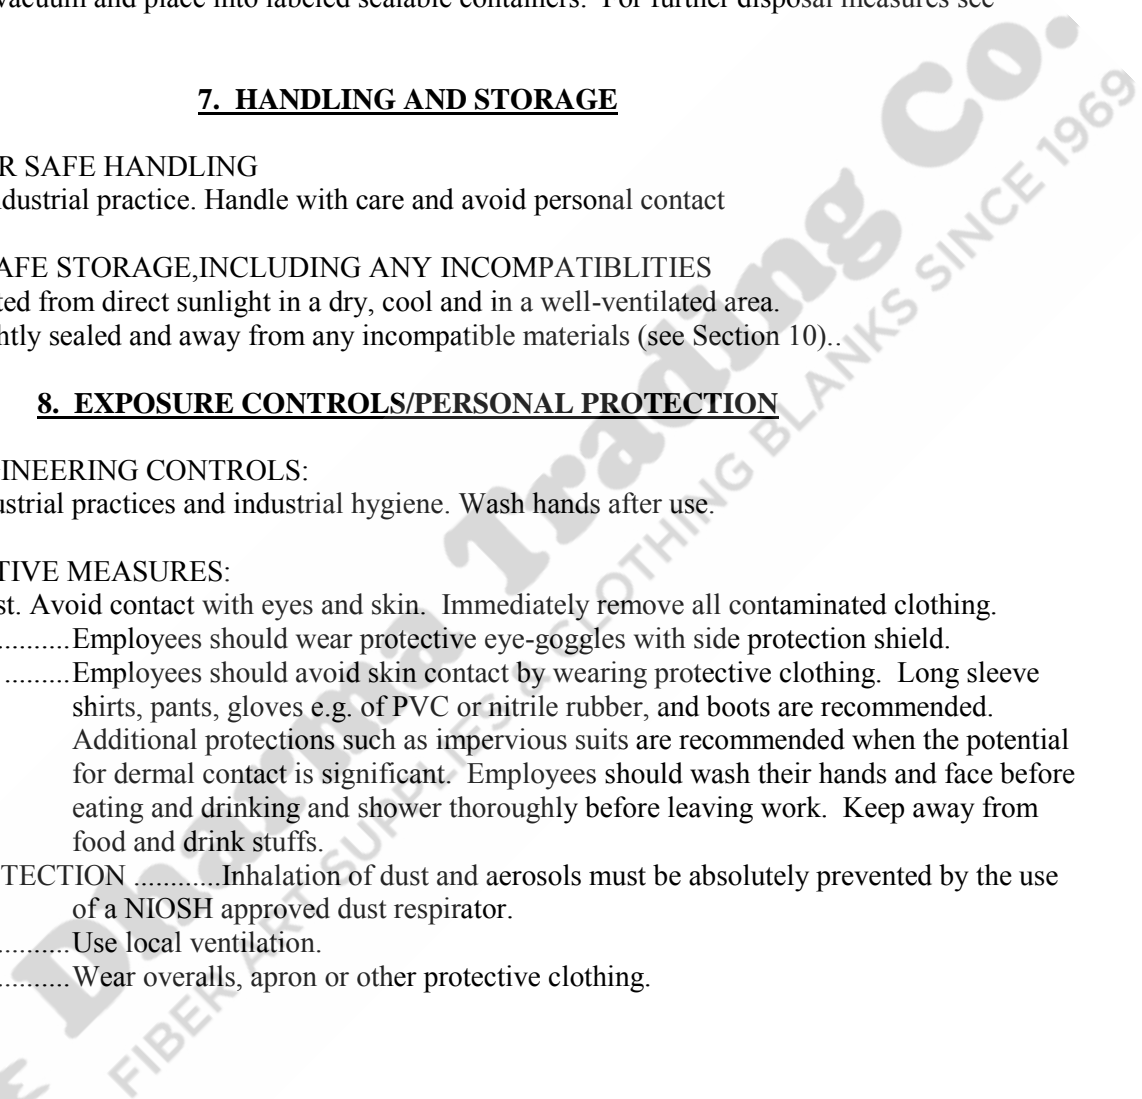 vacuum and place into labeled sealable containers. For further disposal measures see
7. HANDLING AND STORAGE
R SAFE HANDLING
dustrial practice. Handle with care and avoid personal contact
AFE STORAGE,INCLUDING ANY INCOMPATIBLITIES
ted from direct sunlight in a dry, cool and in a well-ventilated area.
htly sealed and away from any incompatible materials (see Section 10)..
8. EXPOSURE CONTROLS/PERSONAL PROTECTION
INEERING CONTROLS:
ustrial practices and industrial hygiene. Wash hands after use.
TIVE MEASURES:
st. Avoid contact with eyes and skin. Immediately remove all contaminated clothing.
..........Employees should wear protective eye-goggles with side protection shield.
.........Employees should avoid skin contact by wearing protective clothing. Long sleeve
shirts, pants, gloves e.g. of PVC or nitrile rubber, and boots are recommended.
Additional protections such as impervious suits are recommended when the potential
for dermal contact is significant. Employees should wash their hands and face before
eating and drinking and shower thoroughly before leaving work. Keep away from
food and drink stuffs.
TECTION ............Inhalation of dust and aerosols must be absolutely prevented by the use
of a NIOSH approved dust respirator.
..........Use local ventilation.
..........Wear overalls, apron or other protective clothing.
Dharma Trading Co.
FIBER ART SUPPLIES & CLOTHING BLANKS SINCE 1969